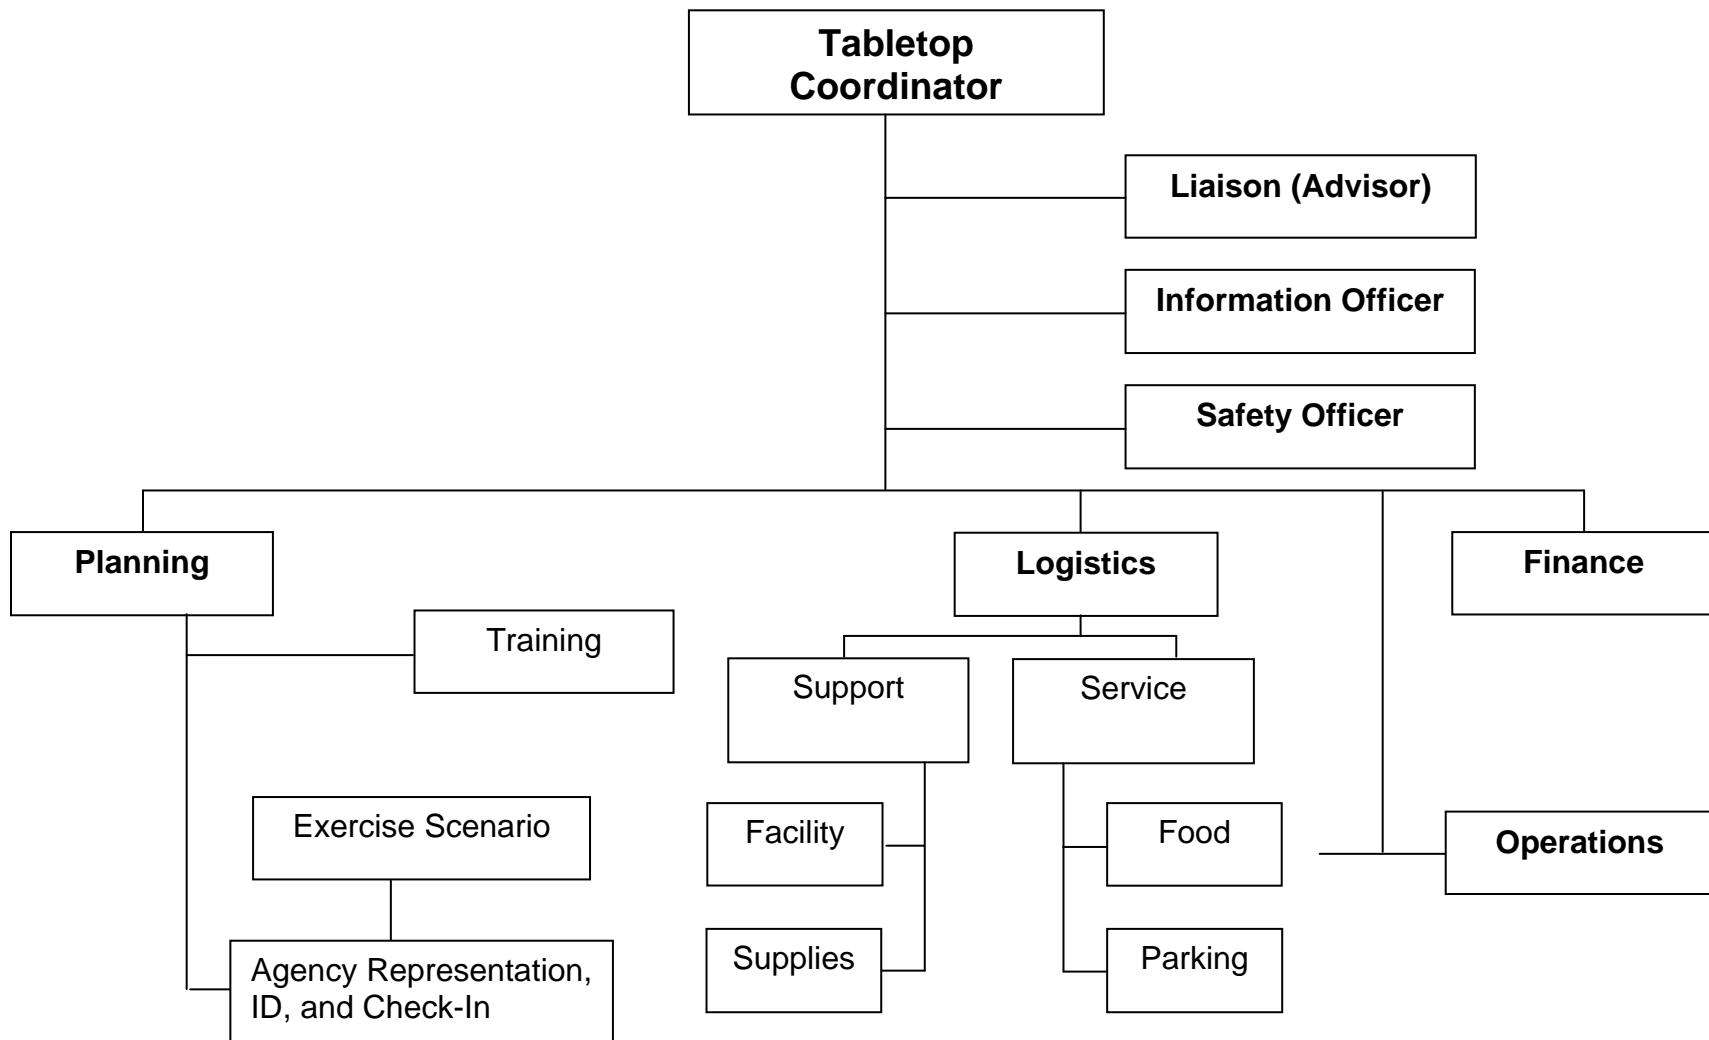 Tabletop
Coordinator
Liaison (Advisor)
Information Officer
Safety Officer
Planning
Logistics
Finance
Training
Support
Service
Exercise Scenario
Facility
Food
Operations
Supplies
Parking
Agency Representation,
ID, and Check-In